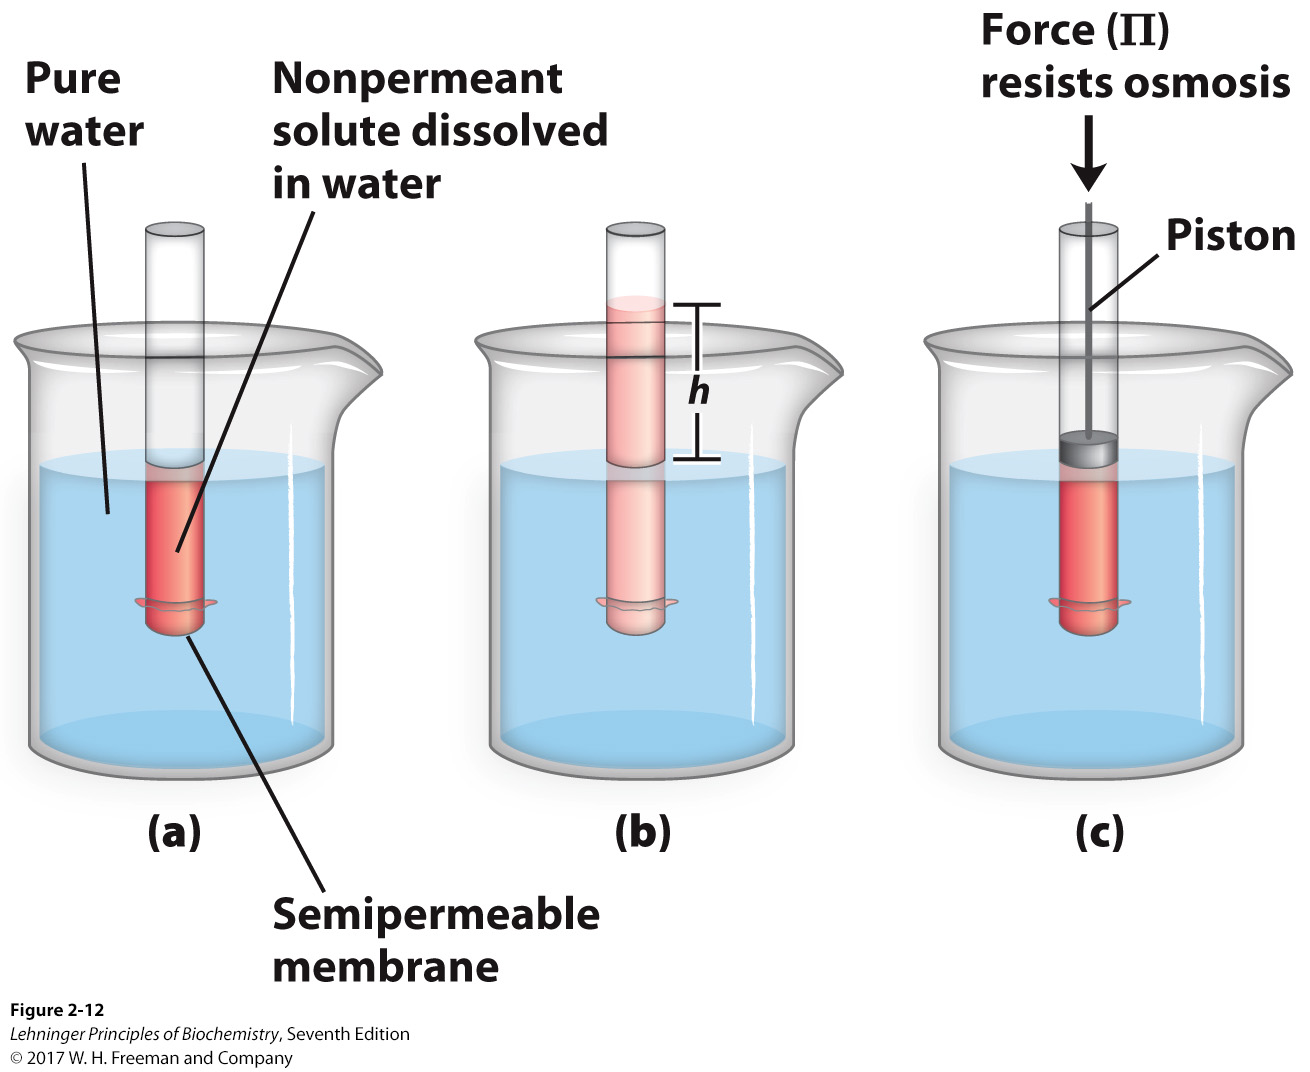 Pure
water
Nonpermeant
solute dissolved
in water
Force (Π)
resists osmosis
Piston
h
(a)
(b)
(c)
Semipermeable
membrane
Figure 2-12
Lehninger Principles of Biochemistry, Seventh Edition
© 2017 W. H. Freeman and Company